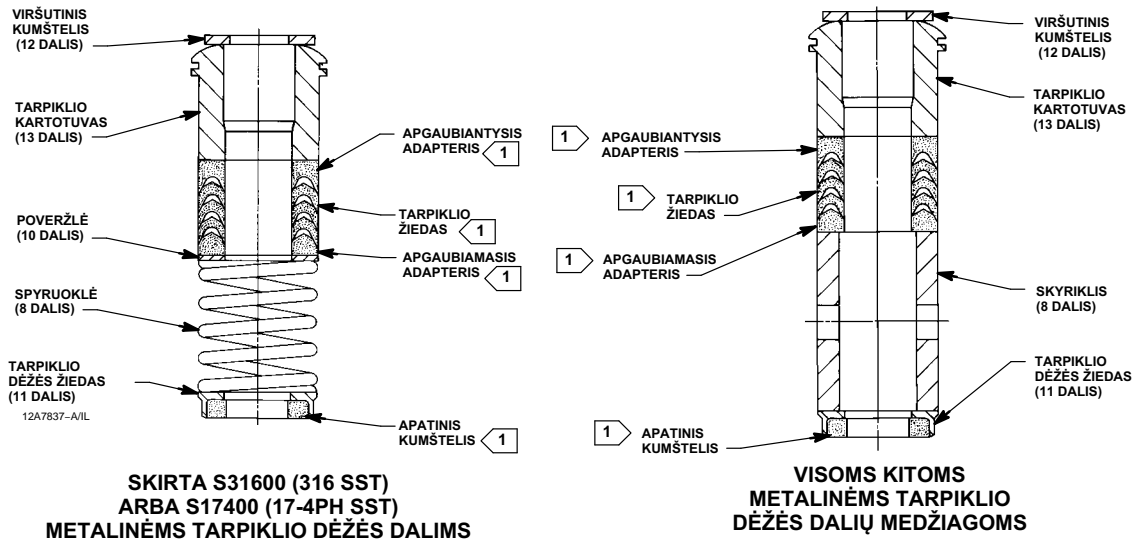 VIRŠUTINIS
KUMŠTELIS
(12 DALIS)
TARPIKLIO
KARTOTUVAS
(13 DALIS)
APGAUBIANTYSIS
ADAPTERIS 1
TARPIKLIO
ŽIEDAS 1
POVERŽLĖ
(10 DALIS)
APGAUBIAMASIS
ADAPTERIS 1
SPYRUOKLĖ
(8 DALIS)
TARPIKLIO
DĖŽĖS ŽIEDAS
(11 DALIS)
12A7837–A/IL
APATINIS
KUMŠTELIS 1
SKIRTA S31600 (316 SST)
ARBA S17400 (17-4PH SST)
METALINĖMS TARPIKLIO DĖŽĖS DALIMS
VIRŠUTINIS
KUMŠTELIS
(12 DALIS)
TARPIKLIO
KARTOTUVAS
(13 DALIS)
1 APGAUBIANTYSIS
ADAPTERIS
1 TARPIKLIO
ŽIEDAS
1 APGAUBIAMASIS
ADAPTERIS
SKYRIKLIS
(8 DALIS)
TARPIKLIO
DĖŽĖS ŽIEDAS
(11 DALIS)
1 APATINIS
KUMŠTELIS
VISOMS KITOMS
METALINĖMS TARPIKLIO
DĖŽĖS DALIŲ MEDŽIAGOMS